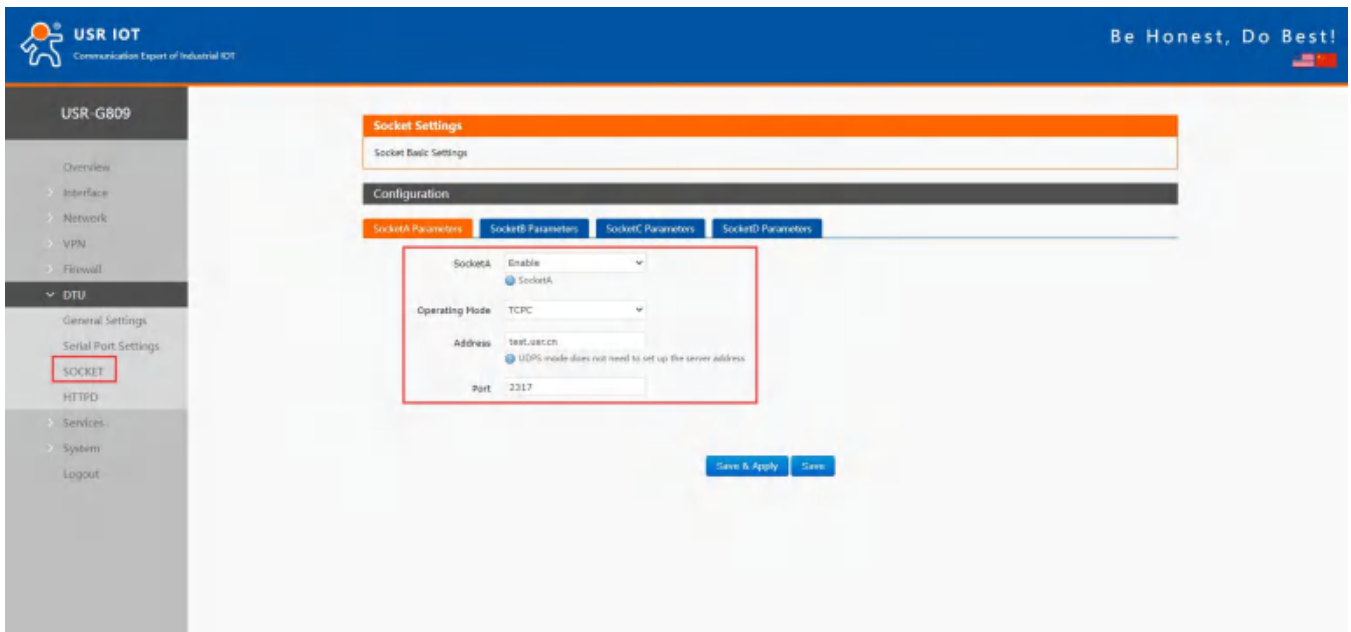 USR IOT
Communication Expert of Industrial IOT
Be Honest, Do Best!
USR-G809
Overview
Interface
Network
VPN
Firewall
DTU
General Settings
Serial Port Settings
SOCKET
HTTPD
Services
System
Logout
Socket Settings
Socket Basic Settings
Configuration
SocketA Parameters SocketB Parameters SocketC Parameters SocketD Parameters
SocketA Enable
SocketA
Operating Mode TCPC
Address test.usr.cn
UDPS mode does not need to set up the server address
Port 2317
Save & Apply Save